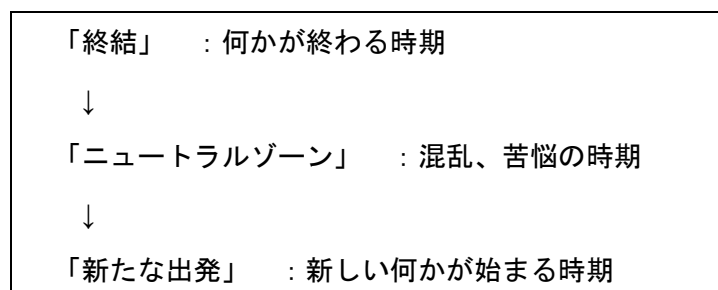 「終結」　：何かが終わる時期
↓
「ニュートラルゾーン」　：混乱、苦悩の時期
↓
「新たな出発」　：新しい何かが始まる時期